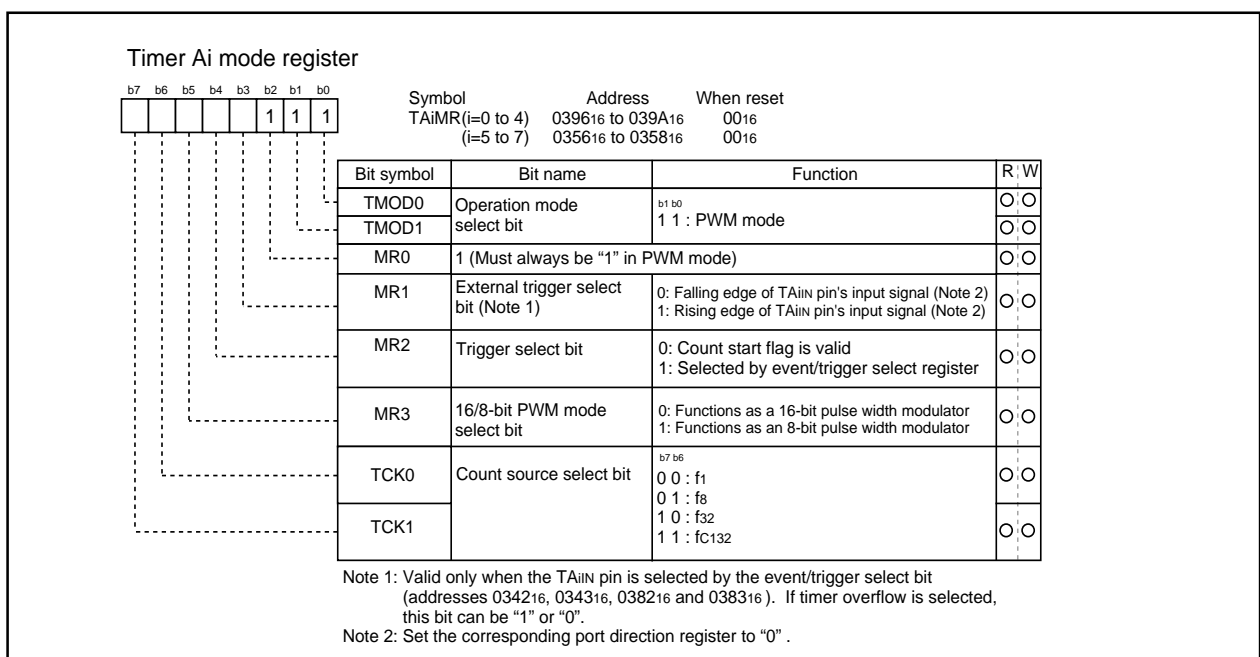 Timer Ai mode register
b7 b6 b5 b4 b3 b2 b1 b0
1 1 1
Symbol Address When reset
TAiMR(i=0 to 4) 039616 to 039A16 0016
(i=5 to 7) 035616 to 035816 0016
Bit symbol Bit name Function R W
TMOD0 Operation mode select bit b1 b0
TMOD1 1 1 : PWM mode
MR0 1 (Must always be “1” in PWM mode)
MR1 External trigger select bit (Note 1) 0: Falling edge of TAiIN pin's input signal (Note 2)
1: Rising edge of TAiIN pin's input signal (Note 2)
MR2 Trigger select bit 0: Count start flag is valid
1: Selected by event/trigger select register
MR3 16/8-bit PWM mode select bit 0: Functions as a 16-bit pulse width modulator
1: Functions as an 8-bit pulse width modulator
b7 b6
TCK0 Count source select bit 0 0 : f1
0 1 : f8
1 0 : f32
TCK1 1 1 : fC132
Note 1: Valid only when the TAiIN pin is selected by the event/trigger select bit
(addresses 034216, 034316, 038216 and 038316 ). If timer overflow is selected,
this bit can be “1” or “0”.
Note 2: Set the corresponding port direction register to “0” .